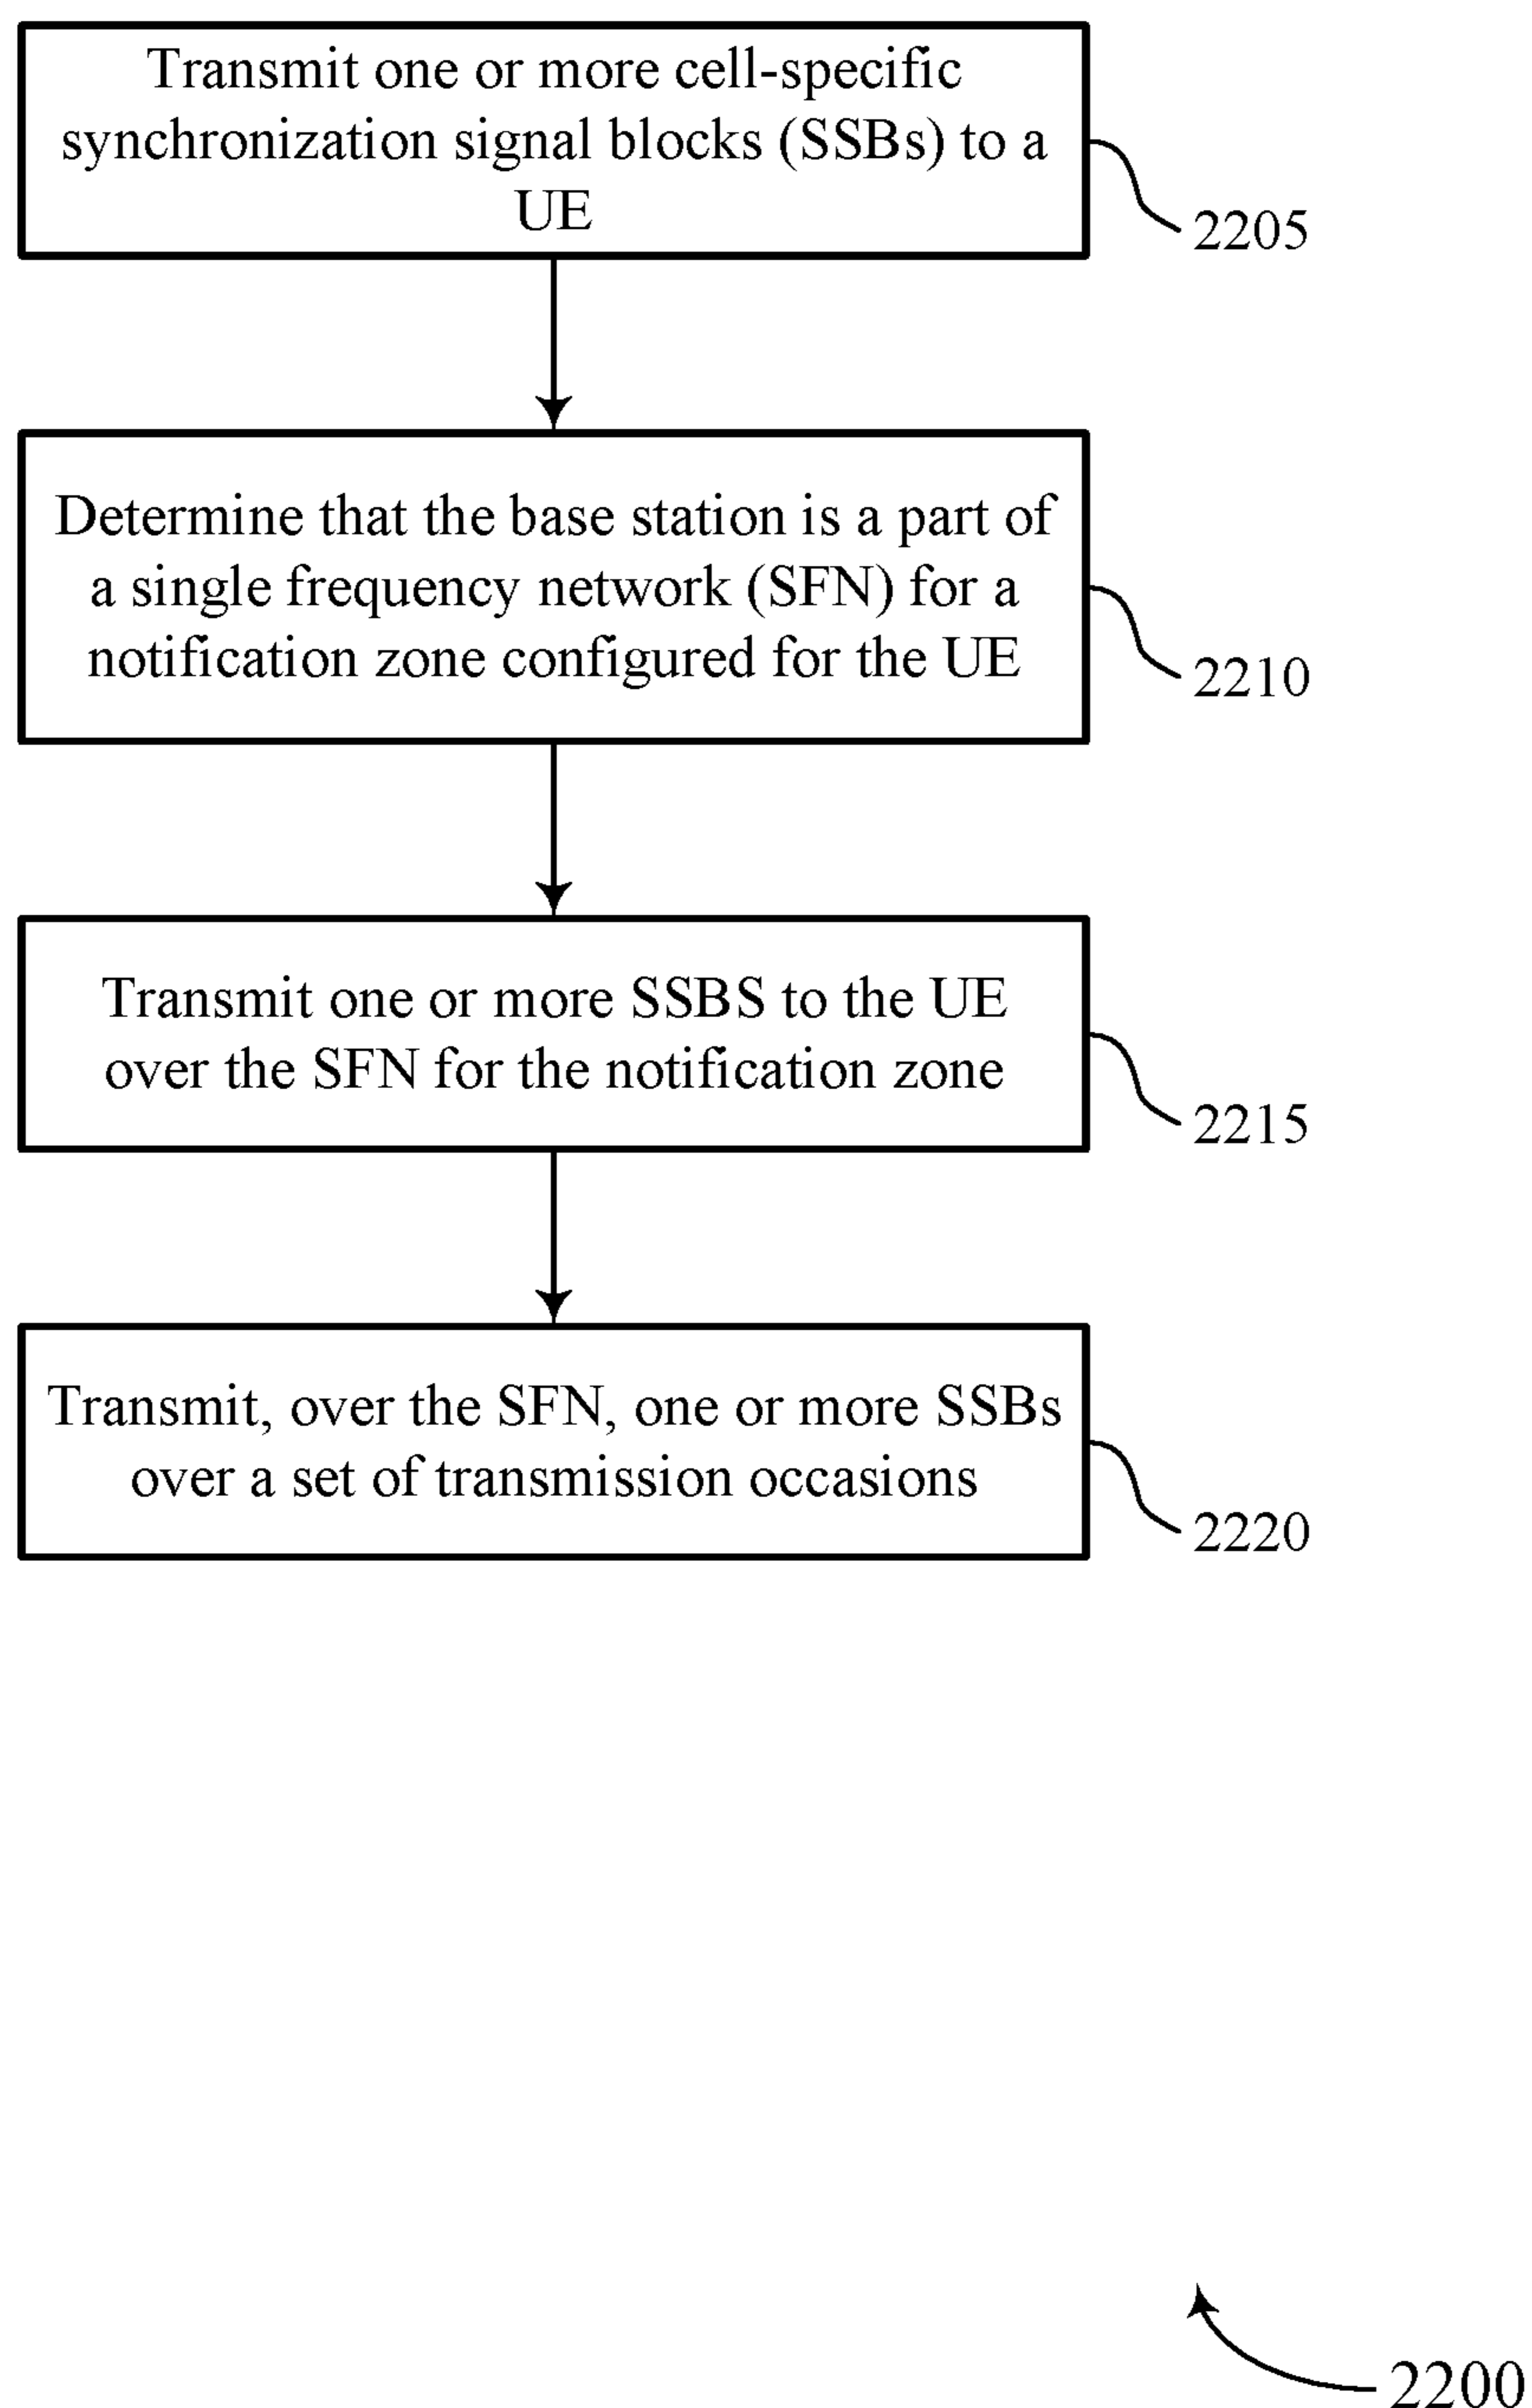 Transmit one or more cell-specific
synchronization signal blocks (SSBs) to a
UE
2205
Determine that the base station is a part of
a single frequency network (SFN) for a
notification zone configured for the UE
2210
Transmit one or more SSBS to the UE
over the SFN for the notification zone
2215
Transmit, over the SFN, one or more SSBs
over a set of transmission occasions
2220
2200